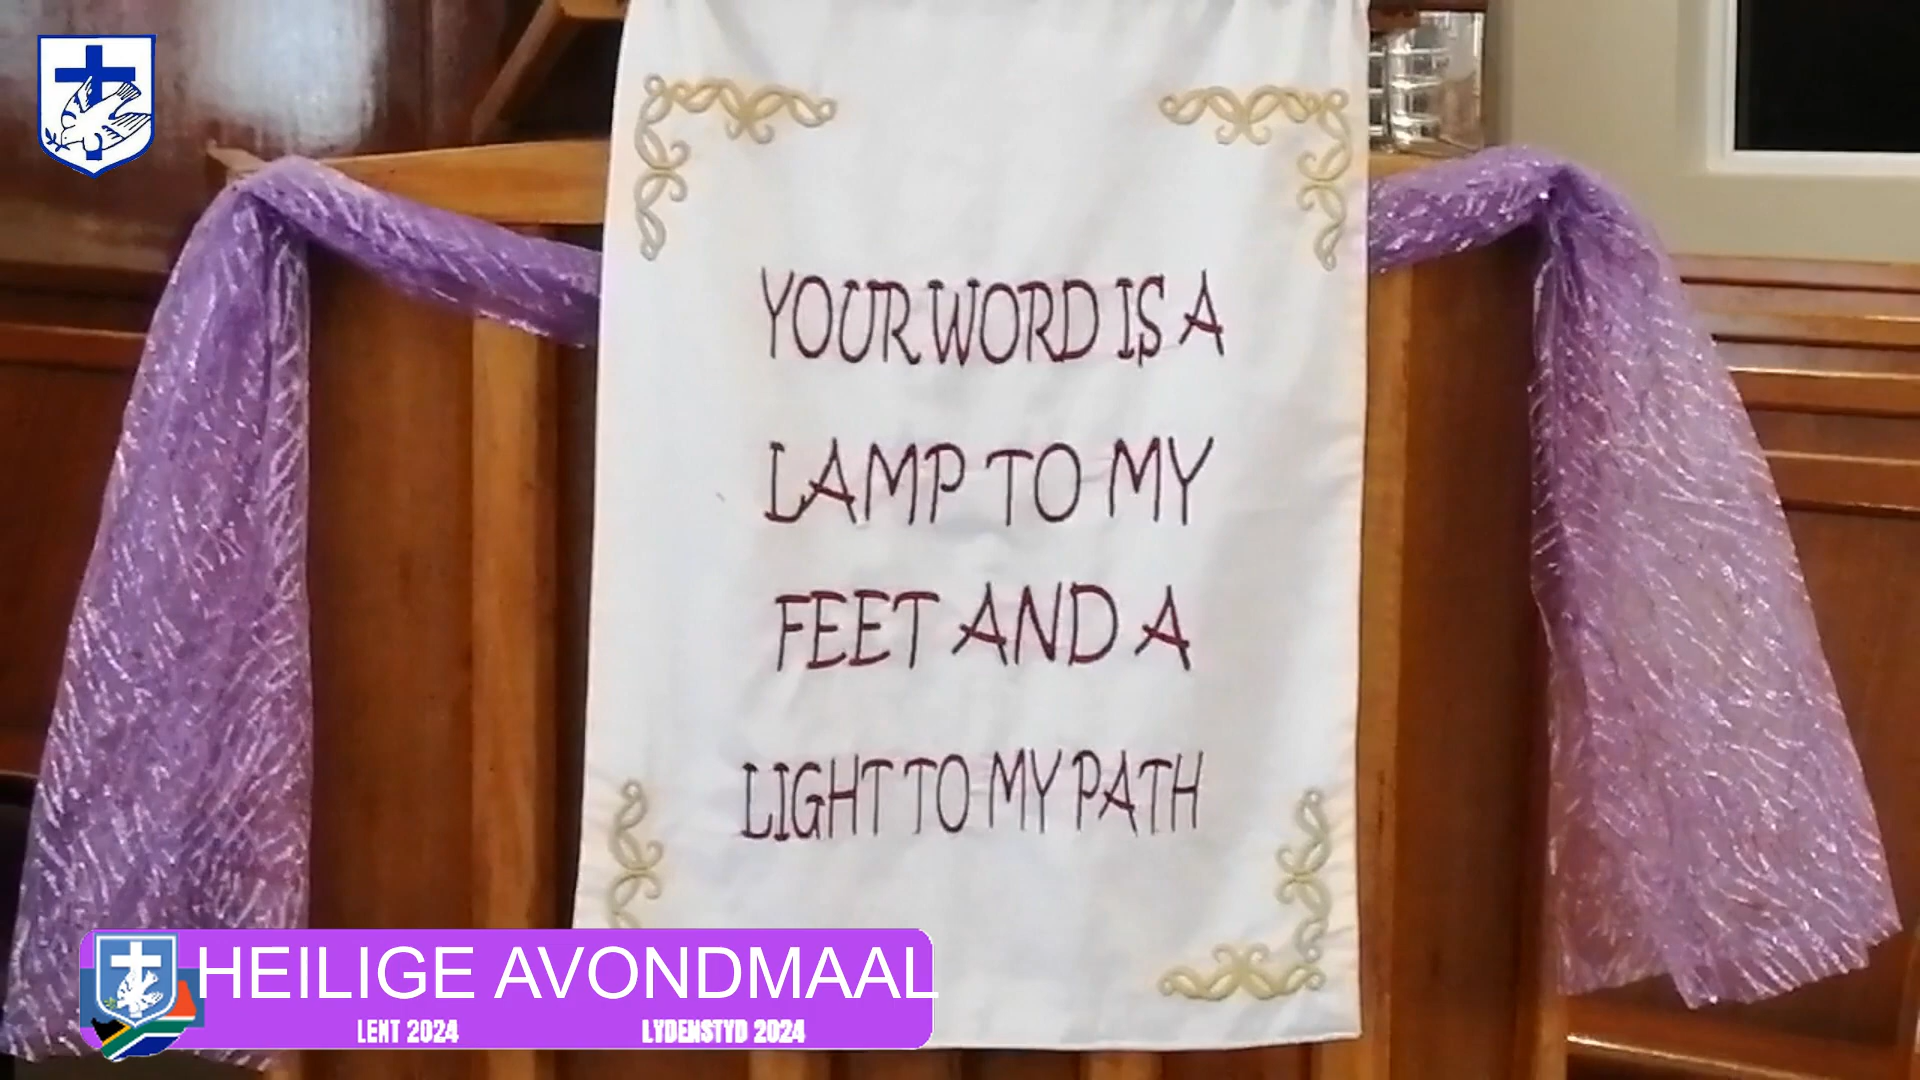 YOUR WORD IS A
LAMP TO MY
FEET AND A
LIGHT TO MY PATH
HEILIGE AVONDMAAL
LENT 2024 LYDENSTYD 2024